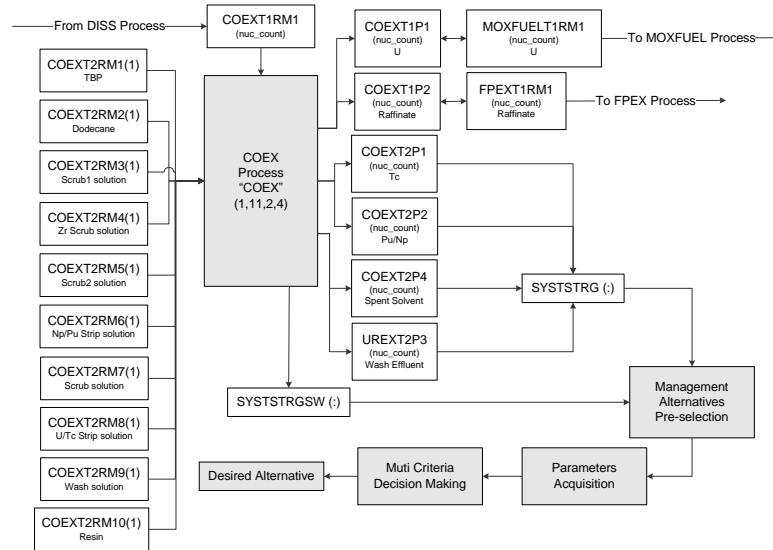 From DISS Process
COEXT1RM1
(nuc_count)
COEXT1P1
(nuc_count)
U
MOXFUELT1RM1
(nuc_count)
U
To MOXFUEL Process
COEXT1P2
(nuc_count)
Raffinate
FPEXT1RM1
(nuc_count)
Raffinate
To FPEX Process
COEXT2RM1(1)
TBP
COEXT2RM2(1)
Dodecane
COEXT2RM3(1)
Scrub1 solution
COEXT2RM4(1)
Zr Scrub solution
COEXT2RM5(1)
Scrub2 solution
COEXT2RM6(1)
Np/Pu Strip solution
COEXT2RM7(1)
Scrub solution
COEXT2RM8(1)
U/Tc Strip solution
COEXT2RM9(1)
Wash solution
COEXT2RM10(1)
Resin
COEX
Process
“COEX”
(1,11,2,4)
COEXT2P1
(nuc_count)
Tc
COEXT2P2
(nuc_count)
Pu/Np
COEXT2P4
(nuc_count)
Spent Solvent
UREXT2P3
(nuc_count)
Wash Effluent
SYSTSTRG (:)
SYSTSTRGSW (:)
Management
Alternatives
Pre-selection
Parameters
Acquisition
Muti Criteria
Decision Making
Desired Alternative